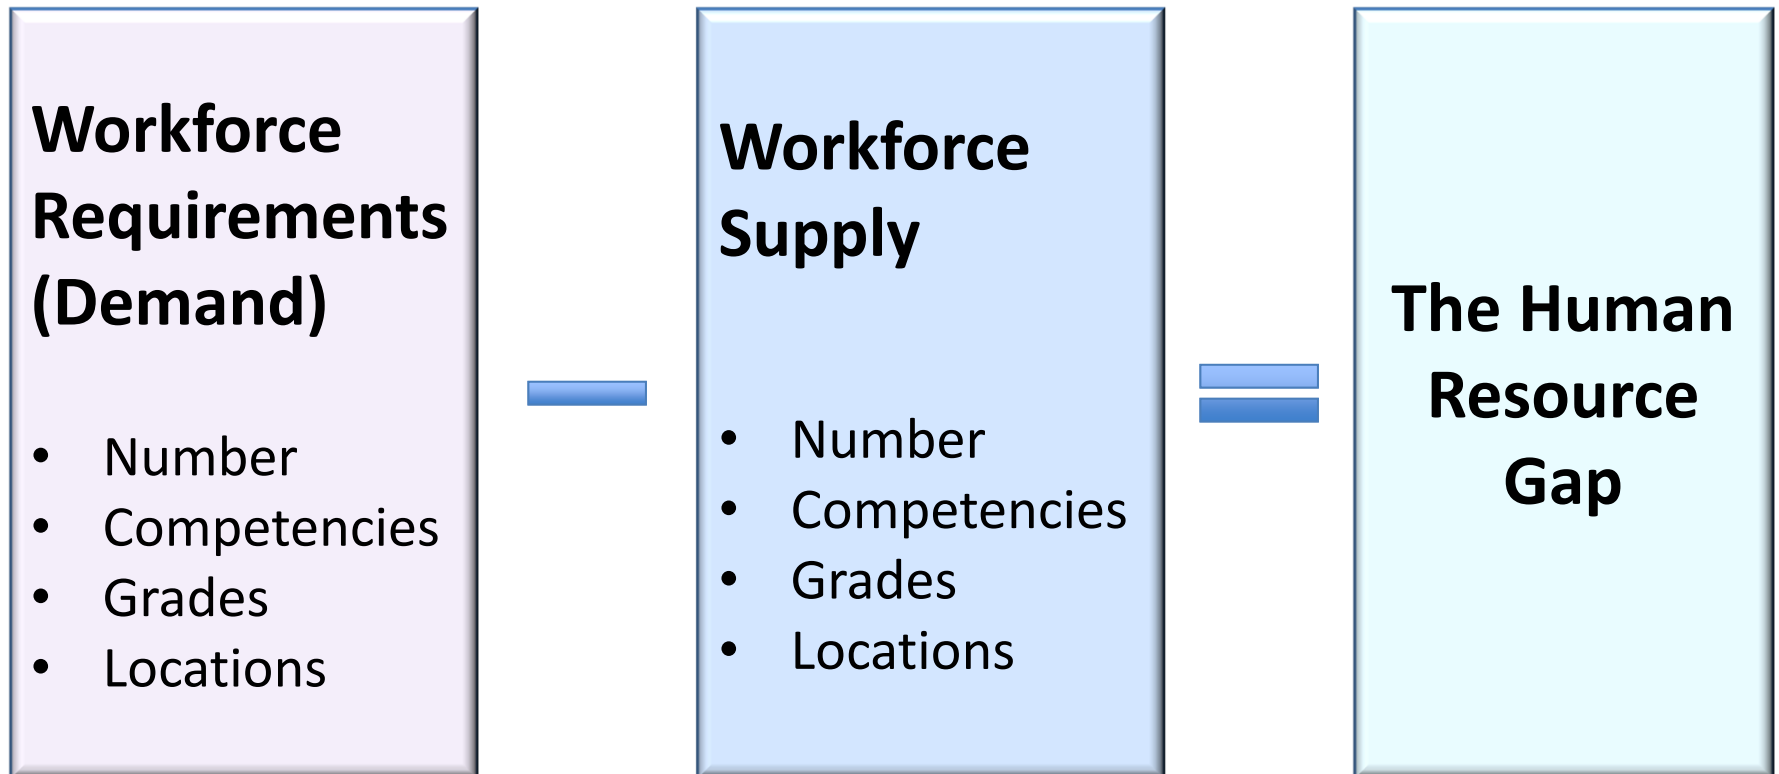 Workforce
Requirements
(Demand)
• Number
• Competencies
• Grades
• Locations
Workforce
Supply
• Number
• Competencies
• Grades
• Locations
The Human
Resource
Gap